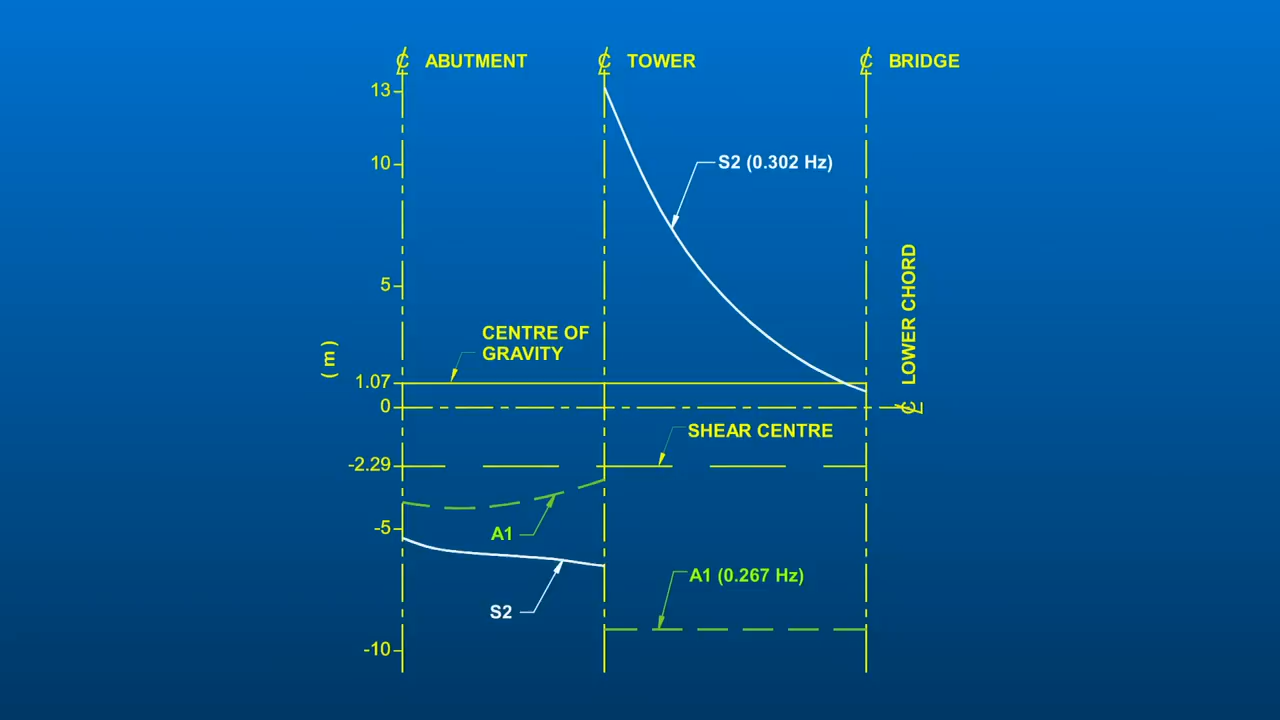 ℄ ABUTMENT
℄ TOWER
℄ BRIDGE
13
10
S2 (0.302 Hz)
5
℄ LOWER CHORD
CENTRE OF
GRAVITY
( m )
1.07
0
SHEAR CENTRE
-2.29
-5
A1
A1 (0.267 Hz)
S2
-10